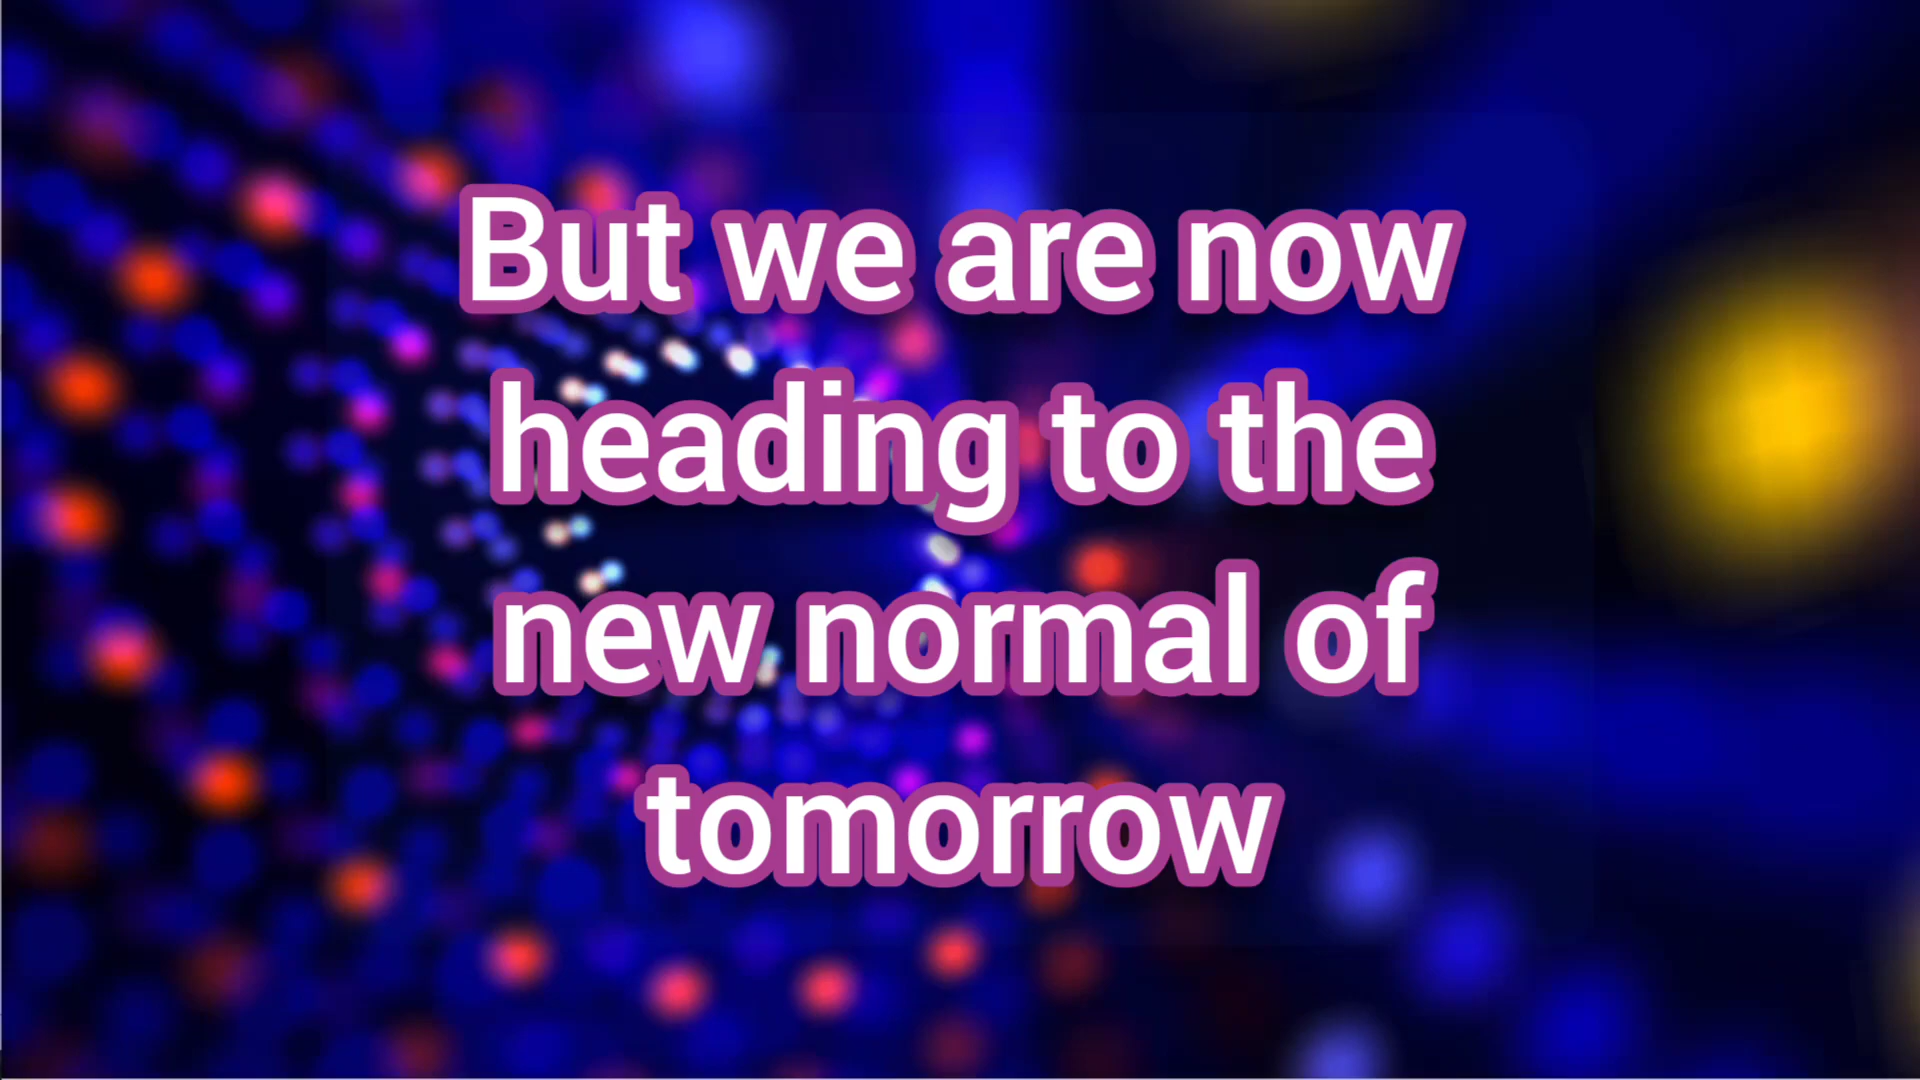 But we are now
heading to the
new normal of
tomorrow